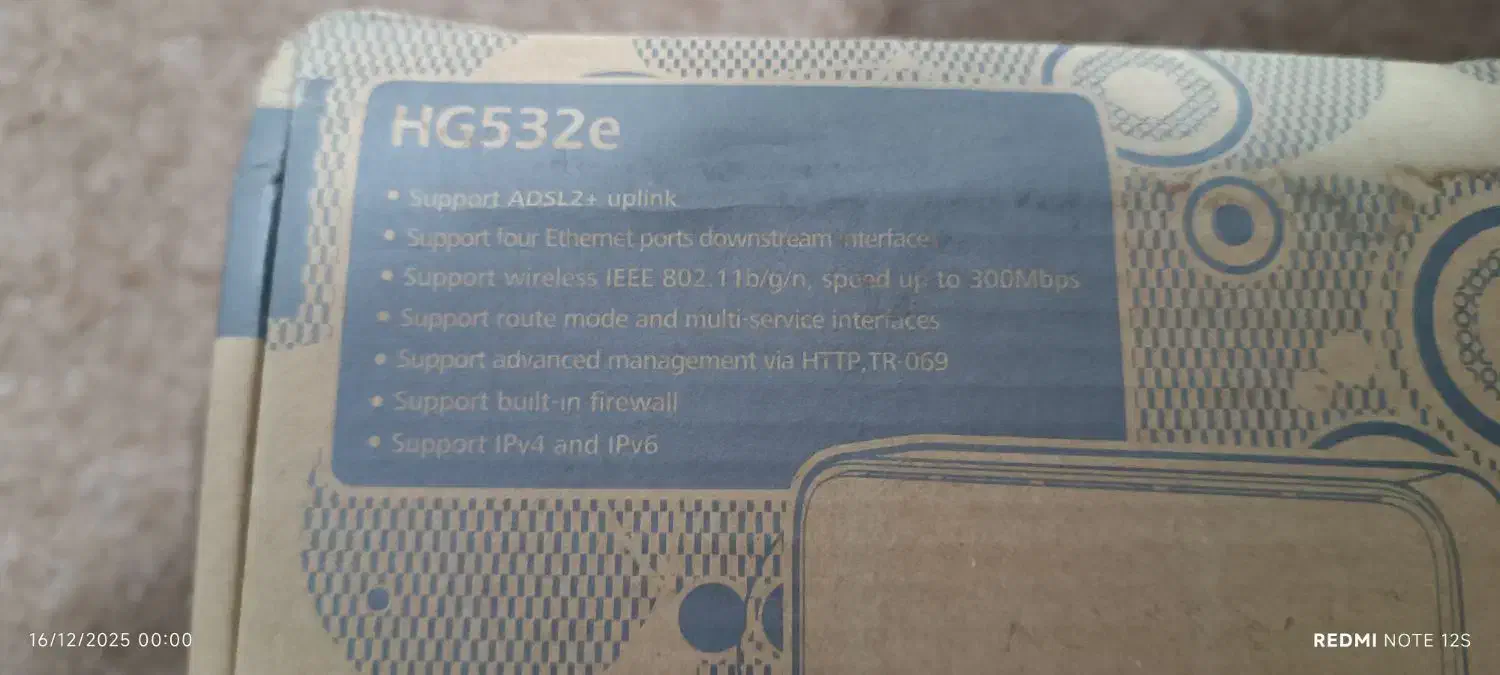 HG532e
• Support ADSL2+ uplink
• Support four Ethernet ports downstream interfaces
• Support wireless IEEE 802.11b/g/n, speed up to 300Mbps
• Support route mode and multi-service interfaces
• Support advanced management via HTTP,TR-069
• Support built-in firewall
• Support IPv4 and IPv6
16/12/2025 00:00
REDMI NOTE 12S